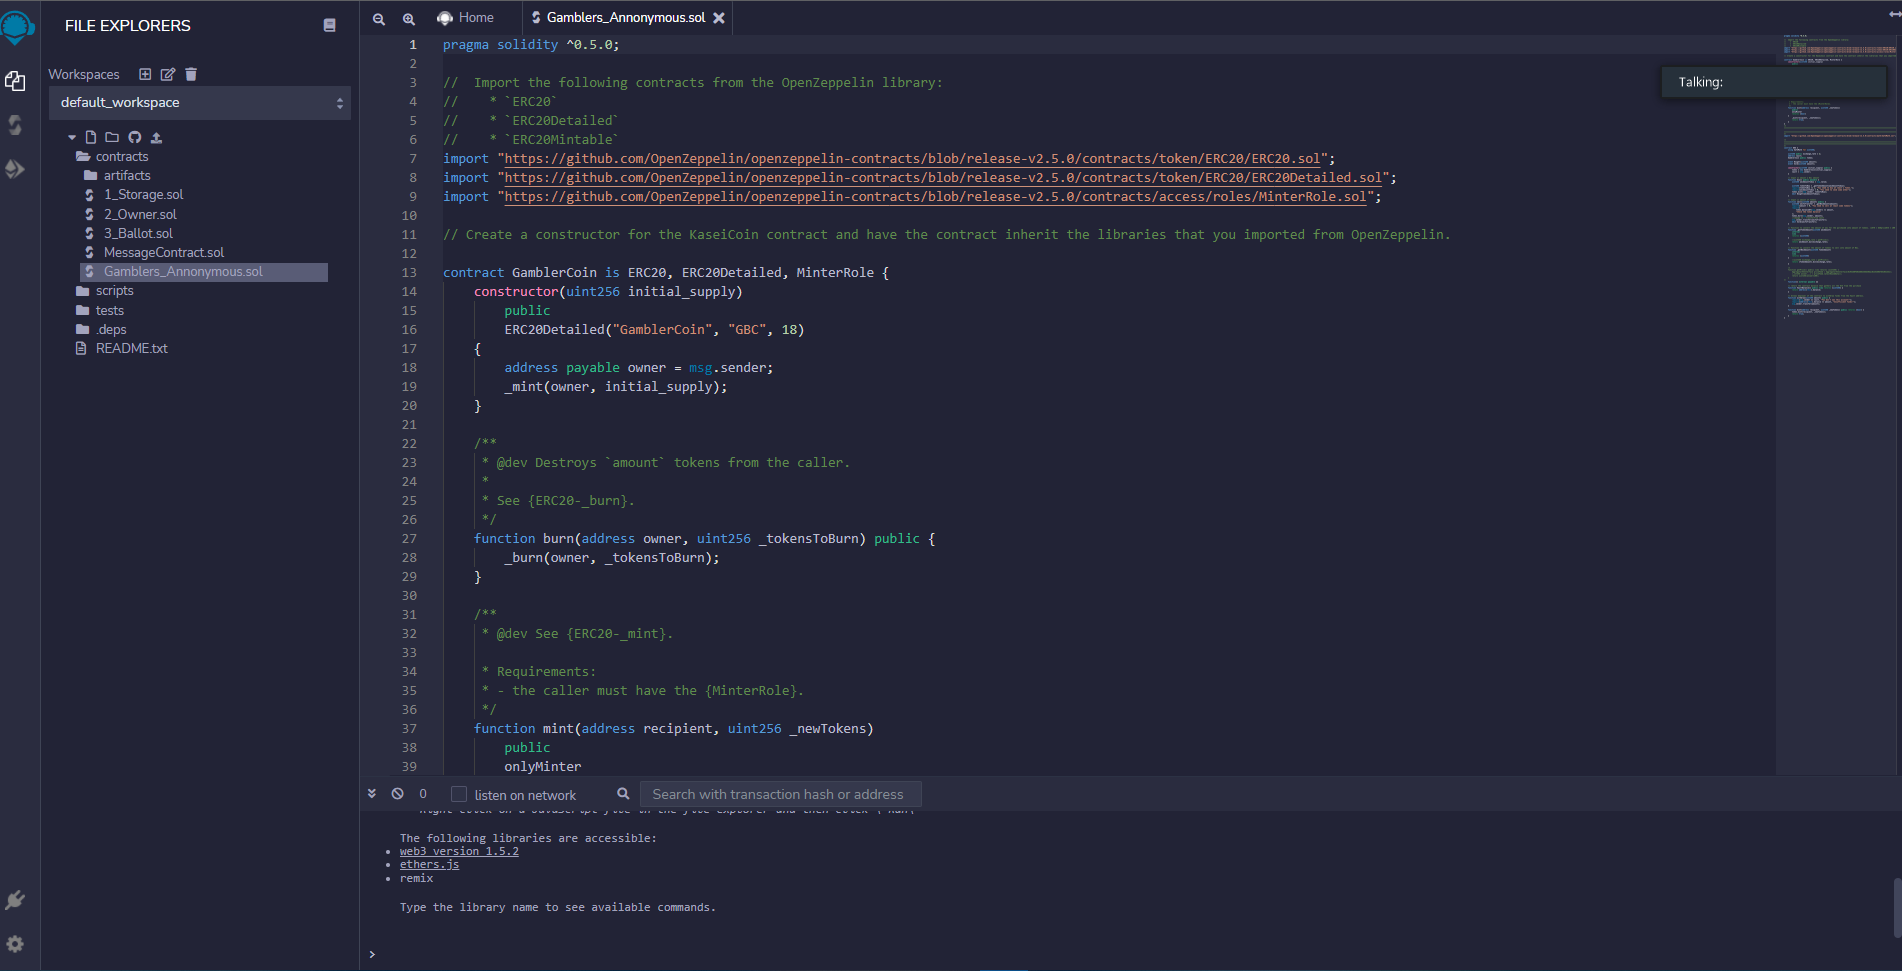 FILE EXPLORERS
Workspaces
default_workspace
contracts
artifacts
1_Storage.sol
2_Owner.sol
3_Ballot.sol
MessageContract.sol
Gamblers_Annonymous.sol
scripts
tests
.deps
README.txt
Home
Gamblers_Annonymous.sol
Talking:
1 pragma solidity ^0.5.0;
2
3 //  Import the following contracts from the OpenZeppelin library:
4 //    * `ERC20`
5 //    * `ERC20Detailed`
6 //    * `ERC20Mintable`
7 import "https://github.com/OpenZeppelin/openzeppelin-contracts/blob/release-v2.5.0/contracts/token/ERC20/ERC20.sol";
8 import "https://github.com/OpenZeppelin/openzeppelin-contracts/blob/release-v2.5.0/contracts/token/ERC20/ERC20Detailed.sol";
9 import "https://github.com/OpenZeppelin/openzeppelin-contracts/blob/release-v2.5.0/contracts/access/roles/MinterRole.sol";
10
11 // Create a constructor for the KaseiCoin contract and have the contract inherit the libraries that you imported from OpenZeppelin.
12
13 contract GamblerCoin is ERC20, ERC20Detailed, MinterRole {
14     constructor(uint256 initial_supply)
15         public
16         ERC20Detailed("GamblerCoin", "GBC", 18)
17     {
18         address payable owner = msg.sender;
19         _mint(owner, initial_supply);
20     }
21
22     /**
23      * @dev Destroys `amount` tokens from the caller.
24      *
25      * See {ERC20-_burn}.
26      */
27     function burn(address owner, uint256 _tokensToBurn) public {
28         _burn(owner, _tokensToBurn);
29     }
30
31     /**
32      * @dev See {ERC20-_mint}.
33
34      * Requirements:
35      * - the caller must have the {MinterRole}.
36      */
37     function mint(address recipient, uint256 _newTokens)
38         public
39         onlyMinter
0
listen on network
Search with transaction hash or address
The following libraries are accessible:
• web3 version 1.5.2
• ethers.js
• remix
Type the library name to see available commands.
>